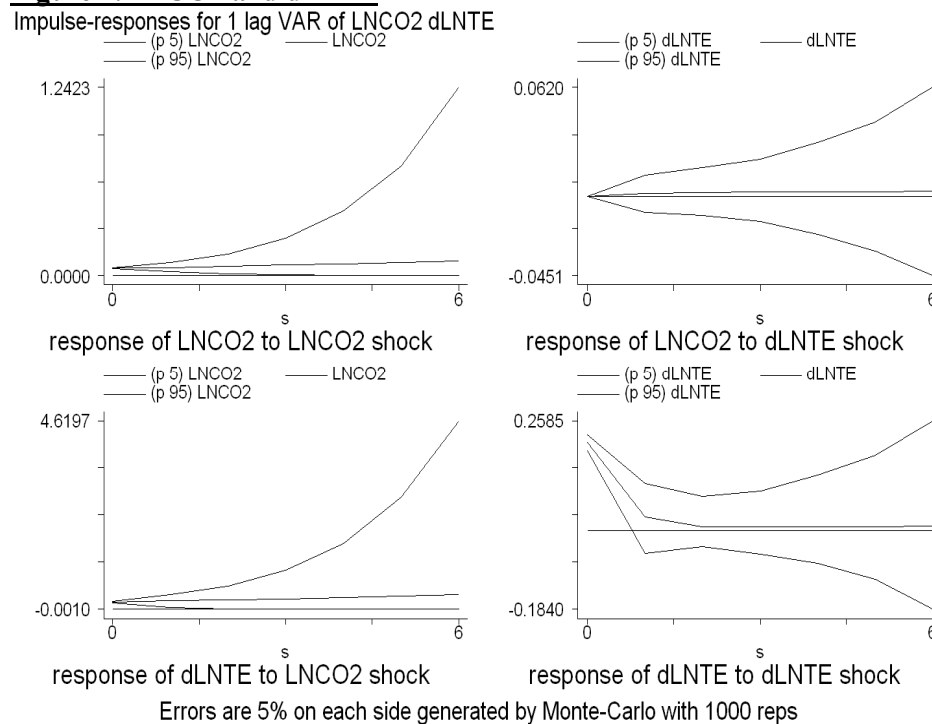 Impulse-responses for 1 lag VAR of LNCO2 dLNTE
(p 5) LNCO2 LNCO2
(p 95) LNCO2
1.2423
0.0000
0 6
s
response of LNCO2 to LNCO2 shock
(p 5) dLNTE dLNTE
(p 95) dLNTE
0.0620
-0.0451
0 6
s
response of LNCO2 to dLNTE shock
(p 5) LNCO2 LNCO2
(p 95) LNCO2
4.6197
-0.0010
0 6
s
response of dLNTE to LNCO2 shock
(p 5) dLNTE dLNTE
(p 95) dLNTE
0.2585
-0.1840
0 6
s
response of dLNTE to dLNTE shock
Errors are 5% on each side generated by Monte-Carlo with 1000 reps